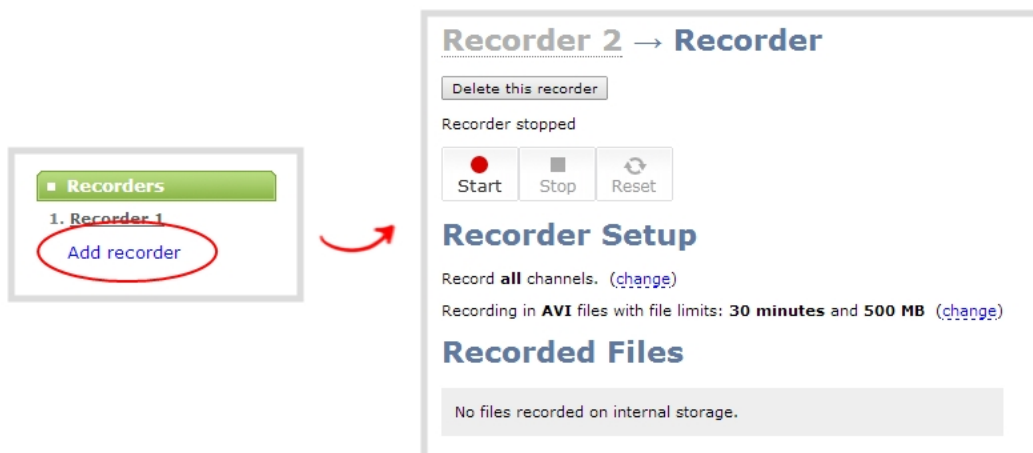 Recorders
1. Recorder 1
Add recorder
Recorder 2 → Recorder
Delete this recorder
Recorder stopped
Start Stop Reset
Recorder Setup
Record all channels. (change)
Recording in AVI files with file limits: 30 minutes and 500 MB (change)
Recorded Files
No files recorded on internal storage.